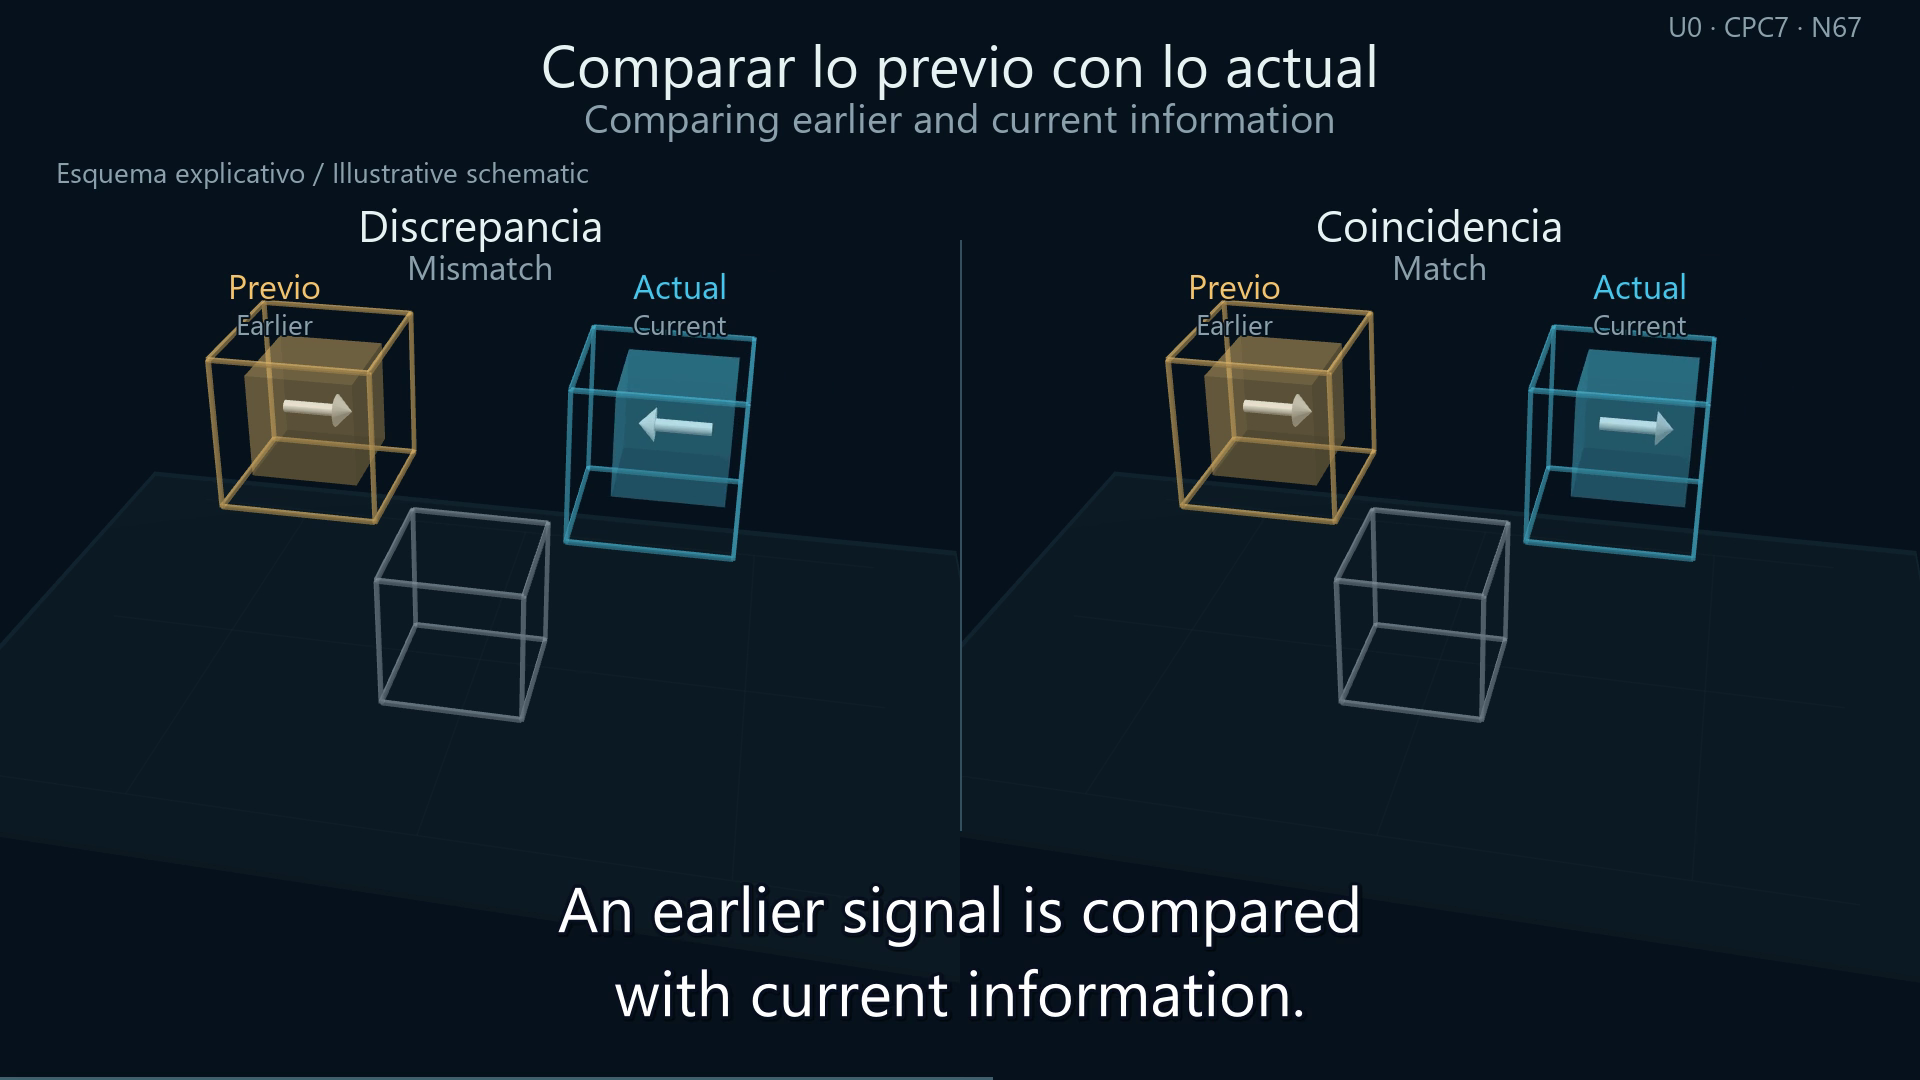 U0 · CPC7 · N67
Comparar lo previo con lo actual
Comparing earlier and current information
Esquema explicativo / Illustrative schematic
Discrepancia
Mismatch
Previo
Earlier
Actual
Current
Coincidencia
Match
Previo
Earlier
Actual
Current
An earlier signal is compared
with current information.